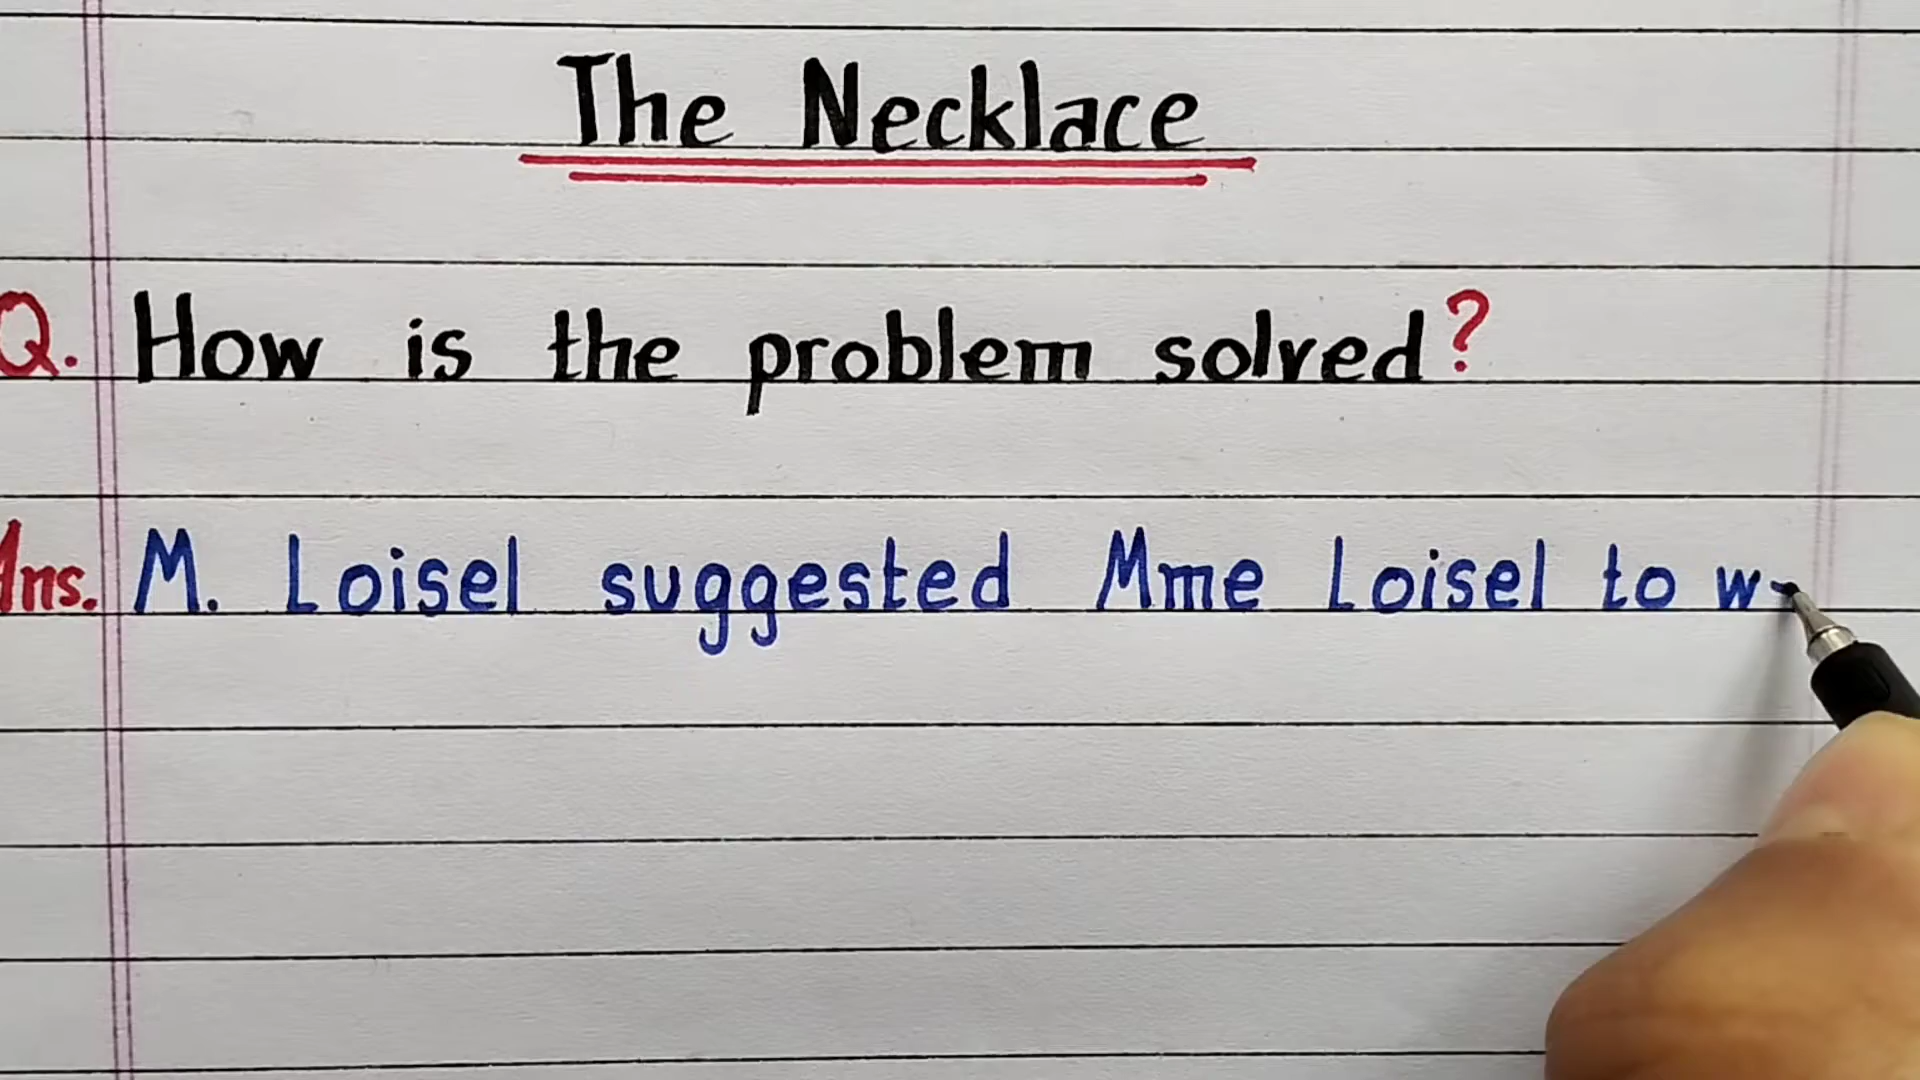 The Necklace
Q. How is the problem solved?
Ans. M. Loisel suggested Mme Loisel to